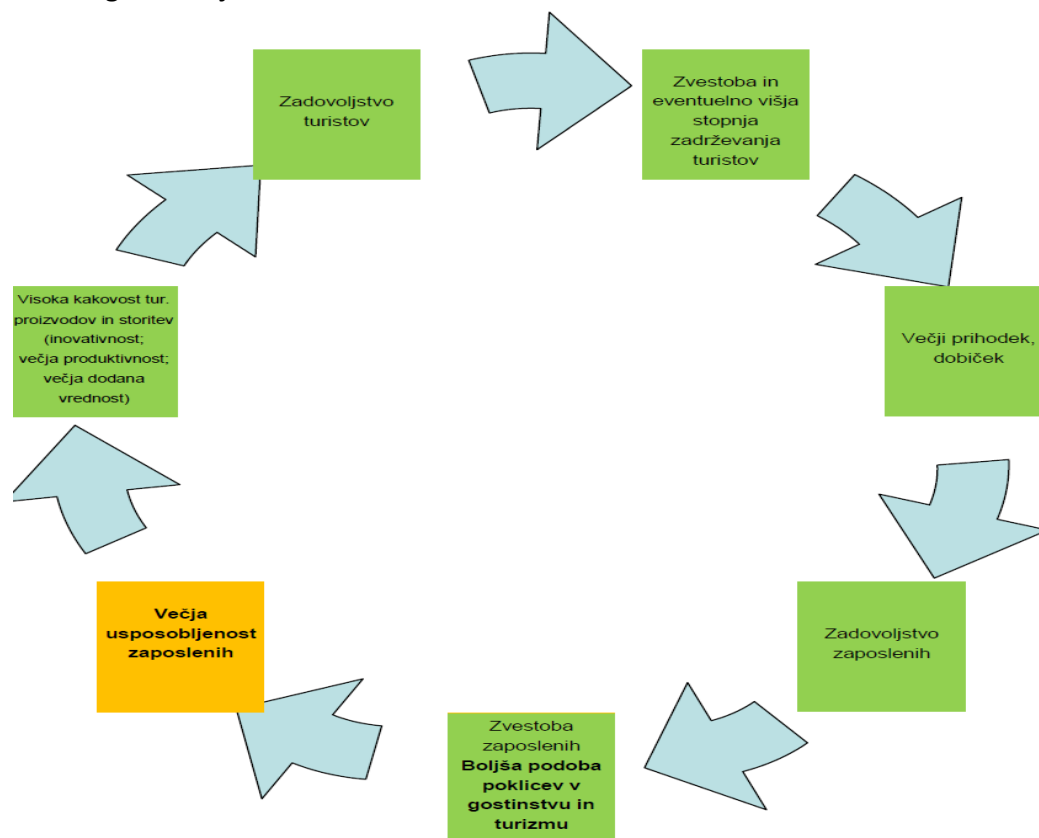 Zadovoljstvo
turistov
Zvestoba in
eventuelno višja
stopnja
zadrževanja
turistov
Večji prihodek,
dobiček
Zadovoljstvo
zaposlenih
Zvestoba
zaposlenih
Boljša podoba
poklicev v
gostinstvu in
turizmu
Večja
usposobljenost
zaposlenih
Visoka kakovost tur.
proizvodov in storitev
(inovativnost;
večja produktivnost;
večja dodana
vrednost)